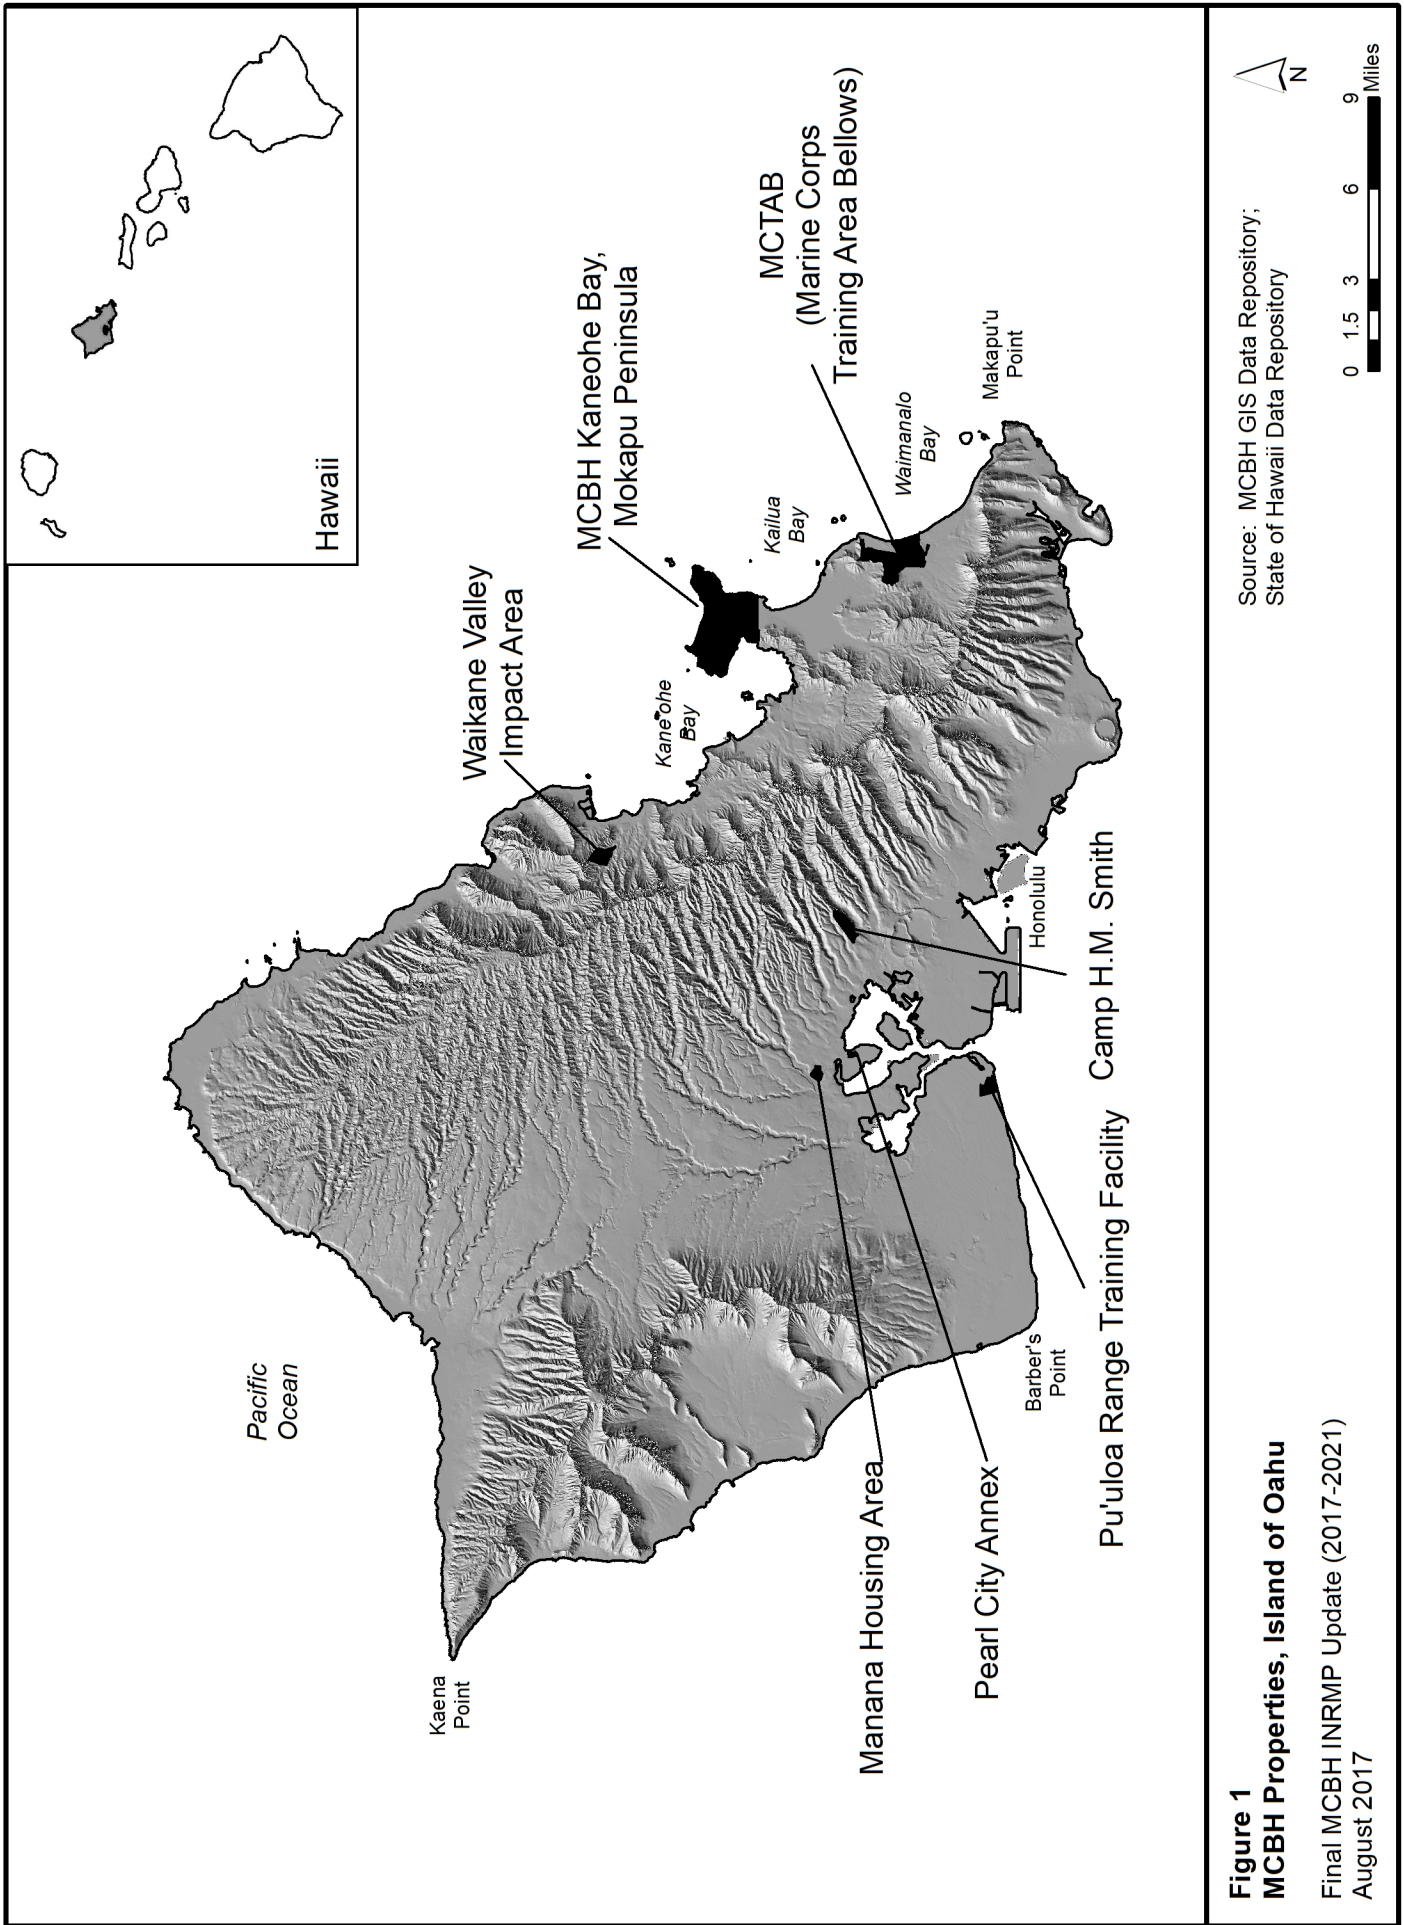 Hawaii
MCBH Kaneohe Bay,
Mokapu Peninsula
MCTAB
(Marine Corps
Training Area Bellows)
Waikane Valley
Impact Area
Pacific
Ocean
Kane'ohe
Bay
Kailua
Bay
Waimanalo
Bay
Makapu'u
Point
Kaena
Point
Manana Housing Area
Pearl City Annex
Barber's
Point
Honolulu
Pu'uloa Range Training Facility
Camp H.M. Smith
Figure 1
MCBH Properties, Island of Oahu
Final MCBH INRMP Update (2017-2021)
August 2017
Source: MCBH GIS Data Repository;
State of Hawaii Data Repository
N
0 1.5 3 6 9
Miles